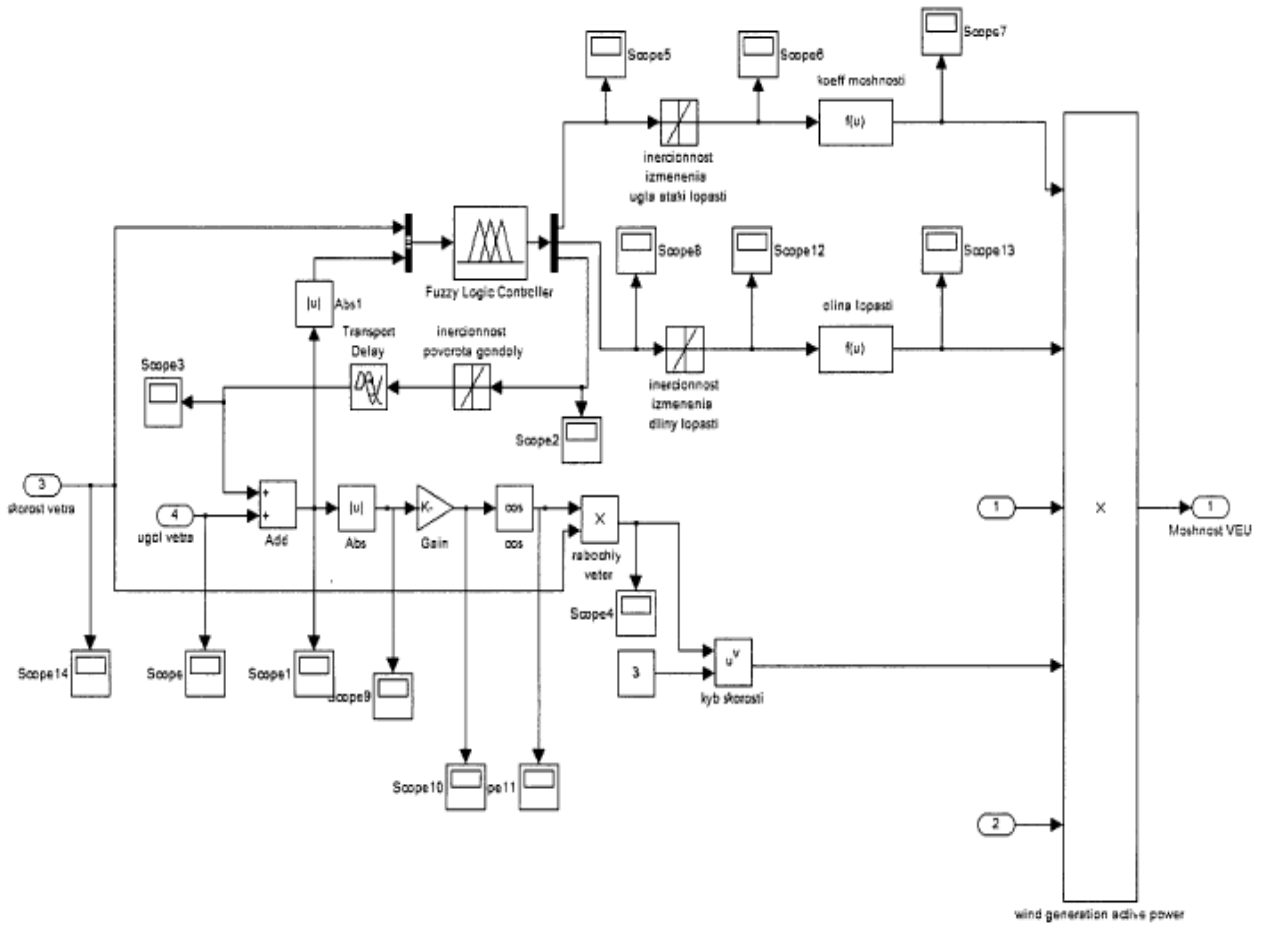 Scope5
Scope6
Scope7
koeff moshnosti
f(u)
inercionnost
izmenenia
ugla ataki lopasti
Fuzzy Logic Controller
Scope8
Scope12
Scope13
dlina lopasti
f(u)
inercionnost
izmenenia
dliny lopasti
|u|
Abs1
Transport
Delay
inercionnost
povorota gondoly
Scope3
Scope2
3
skorost vetra
4
ugol vetra
+
+
Add
|u|
Abs
K-
Gain
cos
cos
X
rabochiy
veter
Scope4
3
u^v
kyb skorosti
Scope14
Scope
Scope1
Scope9
Scope10
pe11
1
2
X
1
Moshnost VEU
wind generation active power